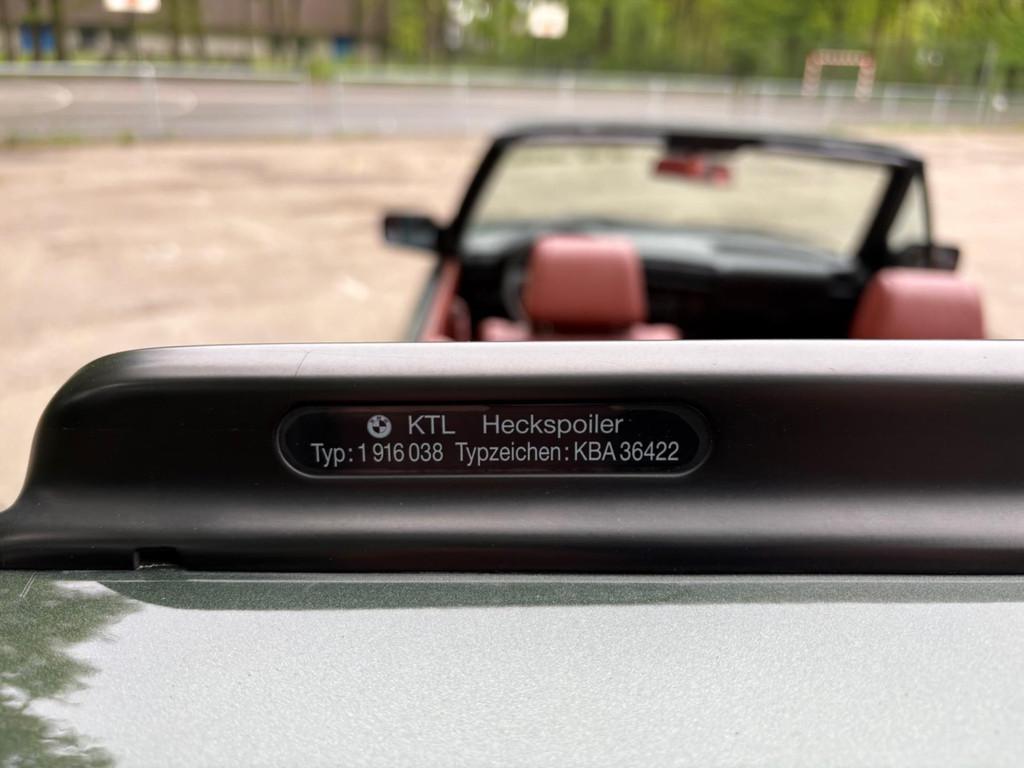 KTL Heckspoiler
Typ: 1 916 038 Typzeichen: KBA 36422